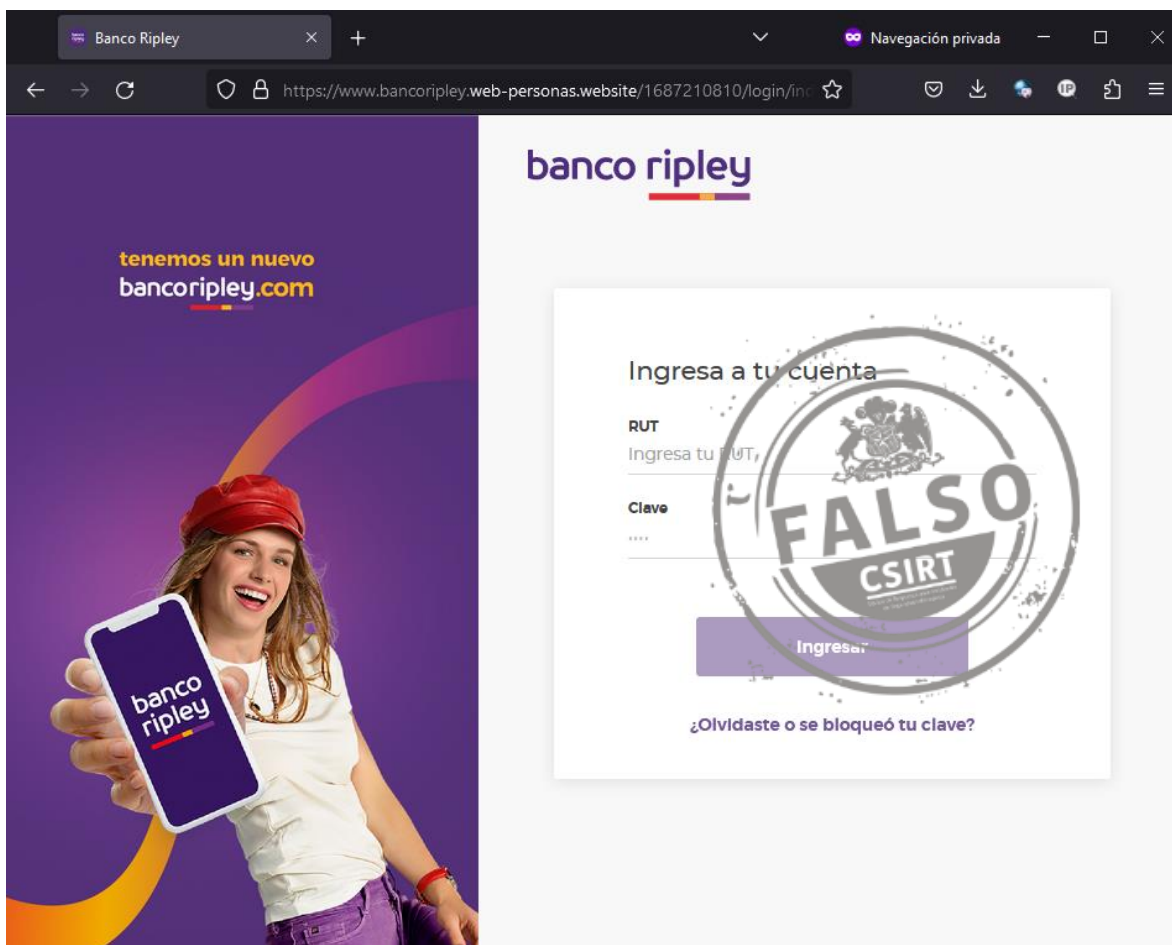 Banco Ripley
Navegación privada
https://www.bancoripley.web-personas.website/1687210810/login/in
IP
tenemos un nuevo
bancoripley.com
banco
ripley
banco ripley
Ingresa a tu cuenta
RUT
Ingresa tu RUT
Clave
....
FALSO
CSIRT
Ingresar
¿Olvidaste o se bloqueó tu clave?